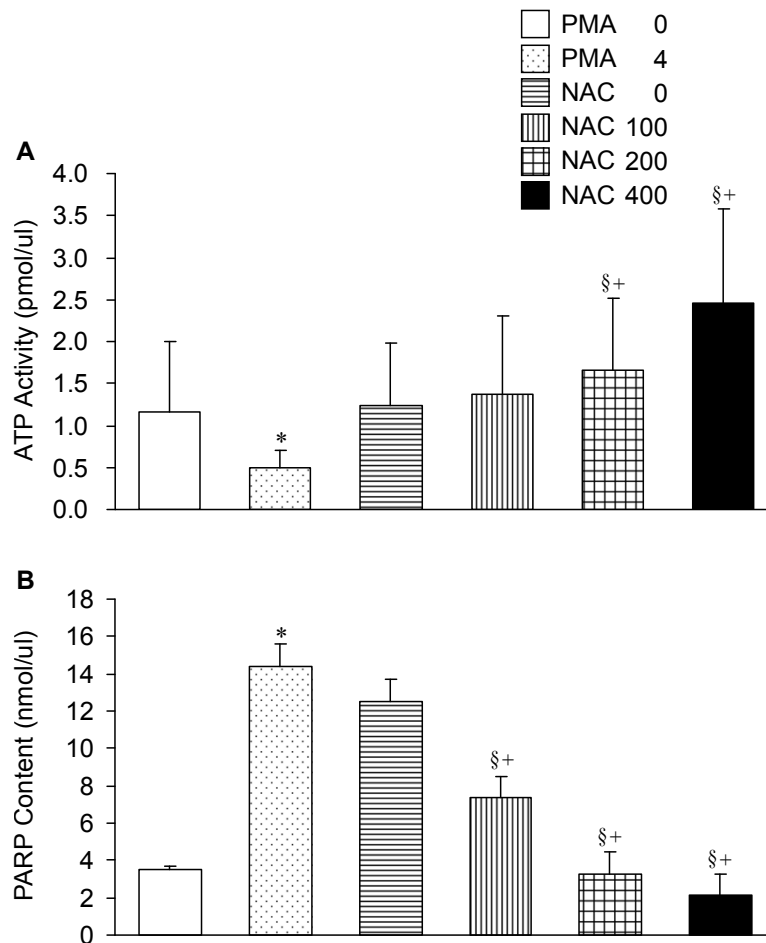 PMA 0
PMA 4
NAC 0
NAC 100
NAC 200
NAC 400
A
ATP Activity (pmol/ul)
4.0
3.5
3.0
2.5
2.0
1.5
1.0
0.5
0.0
*
§+
§+
B
PARP Content (nmol/ul)
18
16
14
12
10
8
6
4
2
0
*
§+
§+
§+